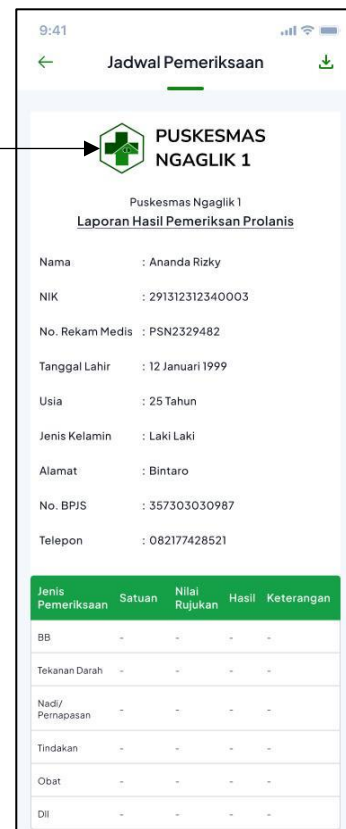 9:41
Jadwal Pemeriksaan
PUSKESMAS
NGAGLIK 1
Puskesmas Ngaglik 1
Laporan Hasil Pemeriksan Prolanis
Nama : Ananda Rizky
NIK : 291312312340003
No. Rekam Medis : PSN2329482
Tanggal Lahir : 12 Januari 1999
Usia : 25 Tahun
Jenis Kelamin : Laki Laki
Alamat : Bintaro
No. BPJS : 357303030987
Telepon : 082177428521
Jenis Pemeriksaan Satuan Nilai Rujukan Hasil Keterangan
BB - - - -
Tekanan Darah - - - -
Nadi/ Pernapasan - - - -
Tindakan - - - -
Obat - - - -
Dll - - - -